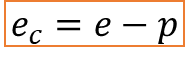 e_c = e − p